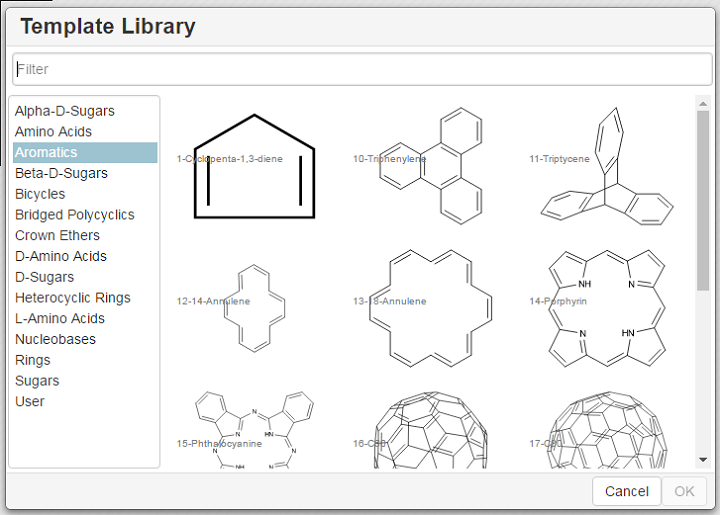 Template Library
Filter
Alpha-D-Sugars
Amino Acids
Aromatics
Beta-D-Sugars
Bicycles
Bridged Polycyclics
Crown Ethers
D-Amino Acids
D-Sugars
Heterocyclic Rings
L-Amino Acids
Nucleobases
Rings
Sugars
User
1-Cyclopenta-1,3-diene
10-Triphenylene
11-Triptycene
12-14-Annulene
13-18-Annulene
14-Porphyrin
NH
N
N
HN
15-Phthalocyanine
N
N
HN
N
N
NH
N
16-C60
17-C80
Cancel
OK